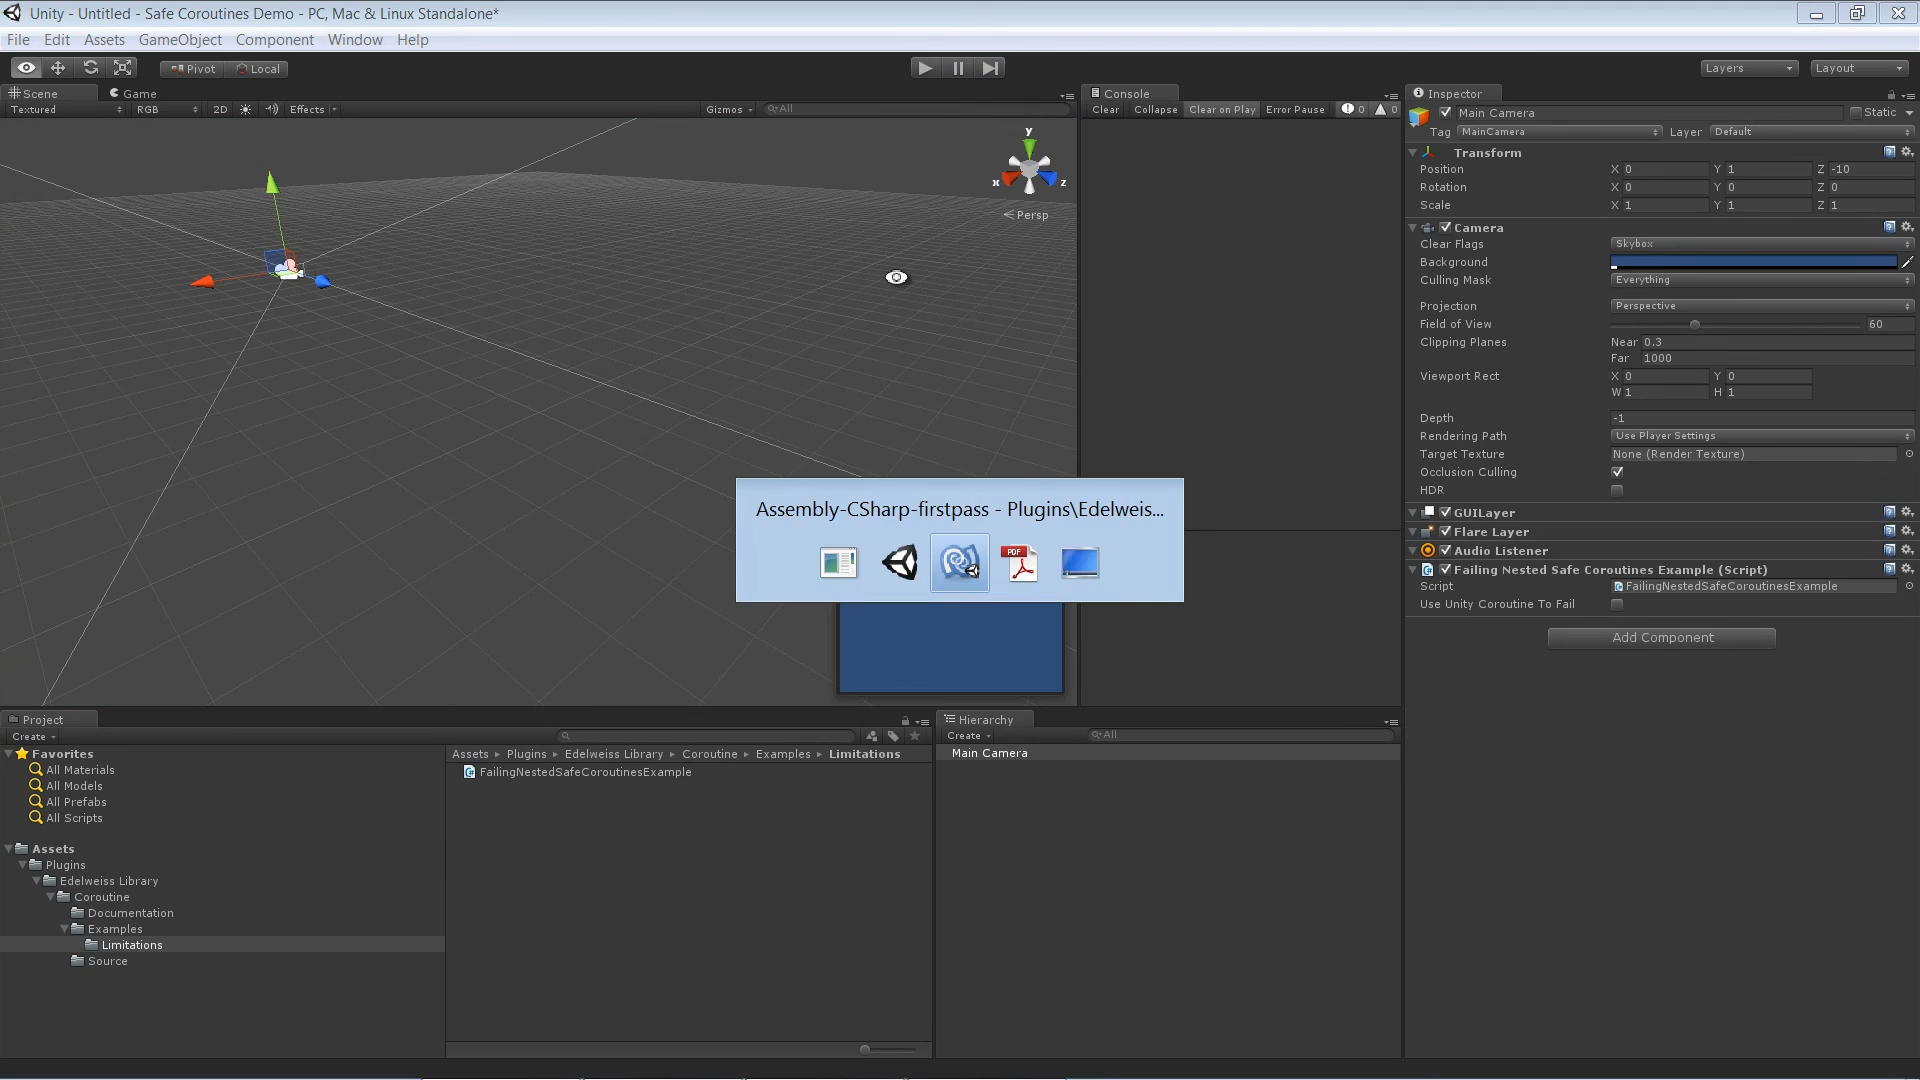 Unity - Untitled - Safe Coroutines Demo - PC, Mac & Linux Standalone*
File Edit Assets GameObject Component Window Help
Pivot Local Layers Layout
Scene Game
Textured RGB 2D Effects Gizmos All
y
x z
Persp
Console
Clear Collapse Clear on Play Error Pause 0 0
Inspector
Main Camera Static
Tag MainCamera Layer Default
Transform
Position X 0 Y 1 Z -10
Rotation X 0 Y 0 Z 0
Scale X 1 Y 1 Z 1
Camera
Clear Flags Skybox
Background
Culling Mask Everything
Projection Perspective
Field of View 60
Clipping Planes Near 0.3
Far 1000
Viewport Rect X 0 Y 0
W 1 H 1
Depth -1
Rendering Path Use Player Settings
Target Texture None (Render Texture)
Occlusion Culling
HDR
GUILayer
Flare Layer
Audio Listener
Failing Nested Safe Coroutines Example (Script)
Script FailingNestedSafeCoroutinesExample
Use Unity Coroutine To Fail
Add Component
Assembly-CSharp-firstpass - Plugins\Edelweis...
PDF
Project
Create
Favorites
All Materials
All Models
All Prefabs
All Scripts
Assets
Plugins
Edelweiss Library
Coroutine
Documentation
Examples
Limitations
Source
Assets Plugins Edelweiss Library Coroutine Examples Limitations
FailingNestedSafeCoroutinesExample
Hierarchy
Create All
Main Camera